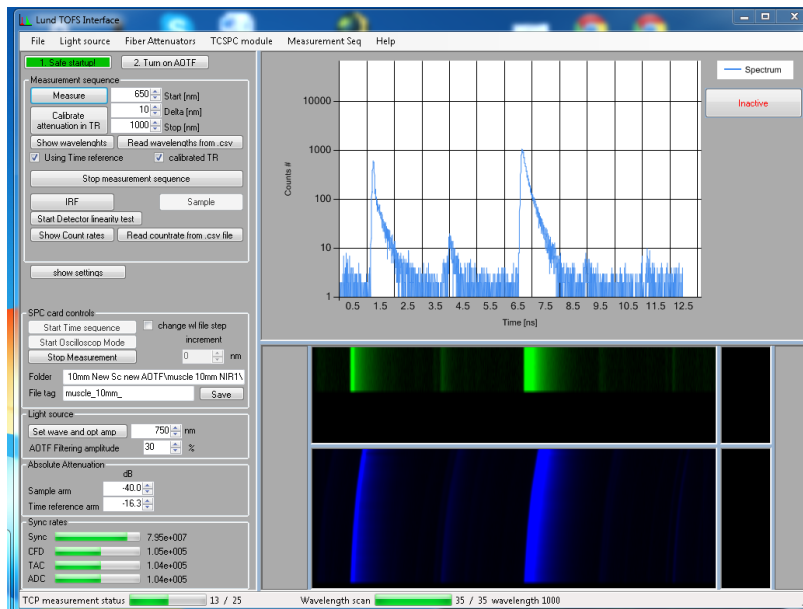 Lund TOFS Interface
File Light source Fiber Attenuators TCSPC module Measurement Seq Help
1. Safe startup! 2. Turn on AOTF
Measurement sequence
Measure 650 Start [nm]
Calibrate attenuation in TR 10 Delta [nm]
1000 Stop [nm]
Show wavelenghts Read wavelengths from .csv
Using Time reference calibrated TR
Stop measurement sequence
IRF Sample
Start Detector linearity test
Show Count rates Read countrate from .csv file
show settings
SPC card controls
Start Time sequence change wl file step
Start Oscilloscop Mode increment
Stop Measurement 0 nm
Folder 10mm New Sc new AOTF\muscle 10mm NIR1\
File tag muscle_10mm_ Save
Light source
Set wave and opt amp 750 nm
AOTF Filtering amplitude 30 %
Absolute Attenuation
dB
Sample arm -40.0
Time reference arm -16.3
Sync rates
Sync 7.95e+007
CFD 1.05e+005
TAC 1.04e+005
ADC 1.04e+005
Spectrum
Inactive
Counts #
10000
1000
100
10
1
0.5 1.5 2.5 3.5 4.5 5.5 6.5 7.5 8.5 9.5 10.5 11.5 12.5
Time [ns]
TCP measurement status 13 / 25 Wavelength scan 35 / 35 wavelength 1000